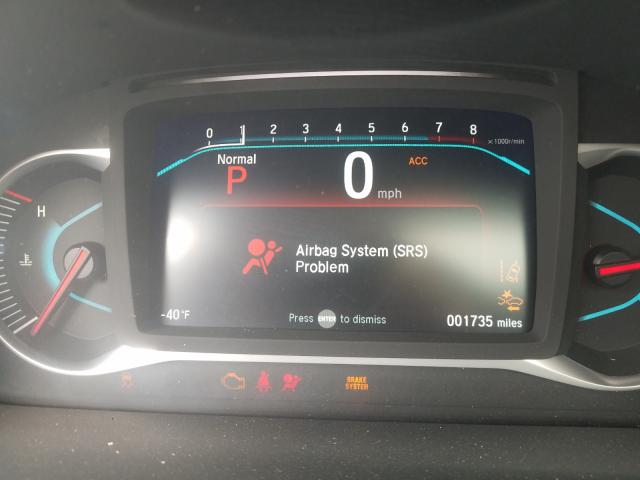 0 1 2 3 4 5 6 7 8 ×1000r/min
Normal
P 0 mph ACC
H
Airbag System (SRS)
Problem
-40°F Press ENTER to dismiss 001735 miles
BRAKE
SYSTEM